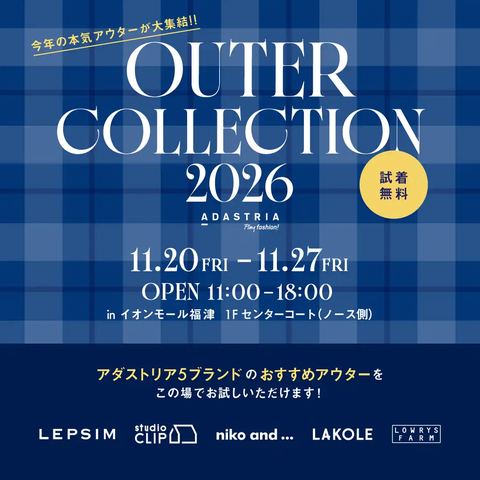 今年の本気アウターが大集結!!
OUTER
COLLECTION
2026
試着
無料
ADASTRIA
Play fashion!
11.20 FRI – 11.27 FRI
OPEN 11:00–18:00
in イオンモール福津 1F センターコート(ノース側)
アダストリア5ブランドのおすすめアウターを
この場でお試しいただけます!
LEPSIM
studio
CLIP
niko and ...
LAKOLE
LOWRYS
FARM